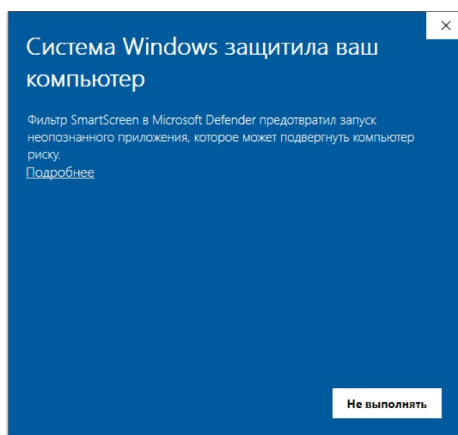 Система Windows защитила ваш
компьютер
Фильтр SmartScreen в Microsoft Defender предотвратил запуск
неопознанного приложения, которое может подвергнуть компьютер
риску.
Подробнее
Не выполнять